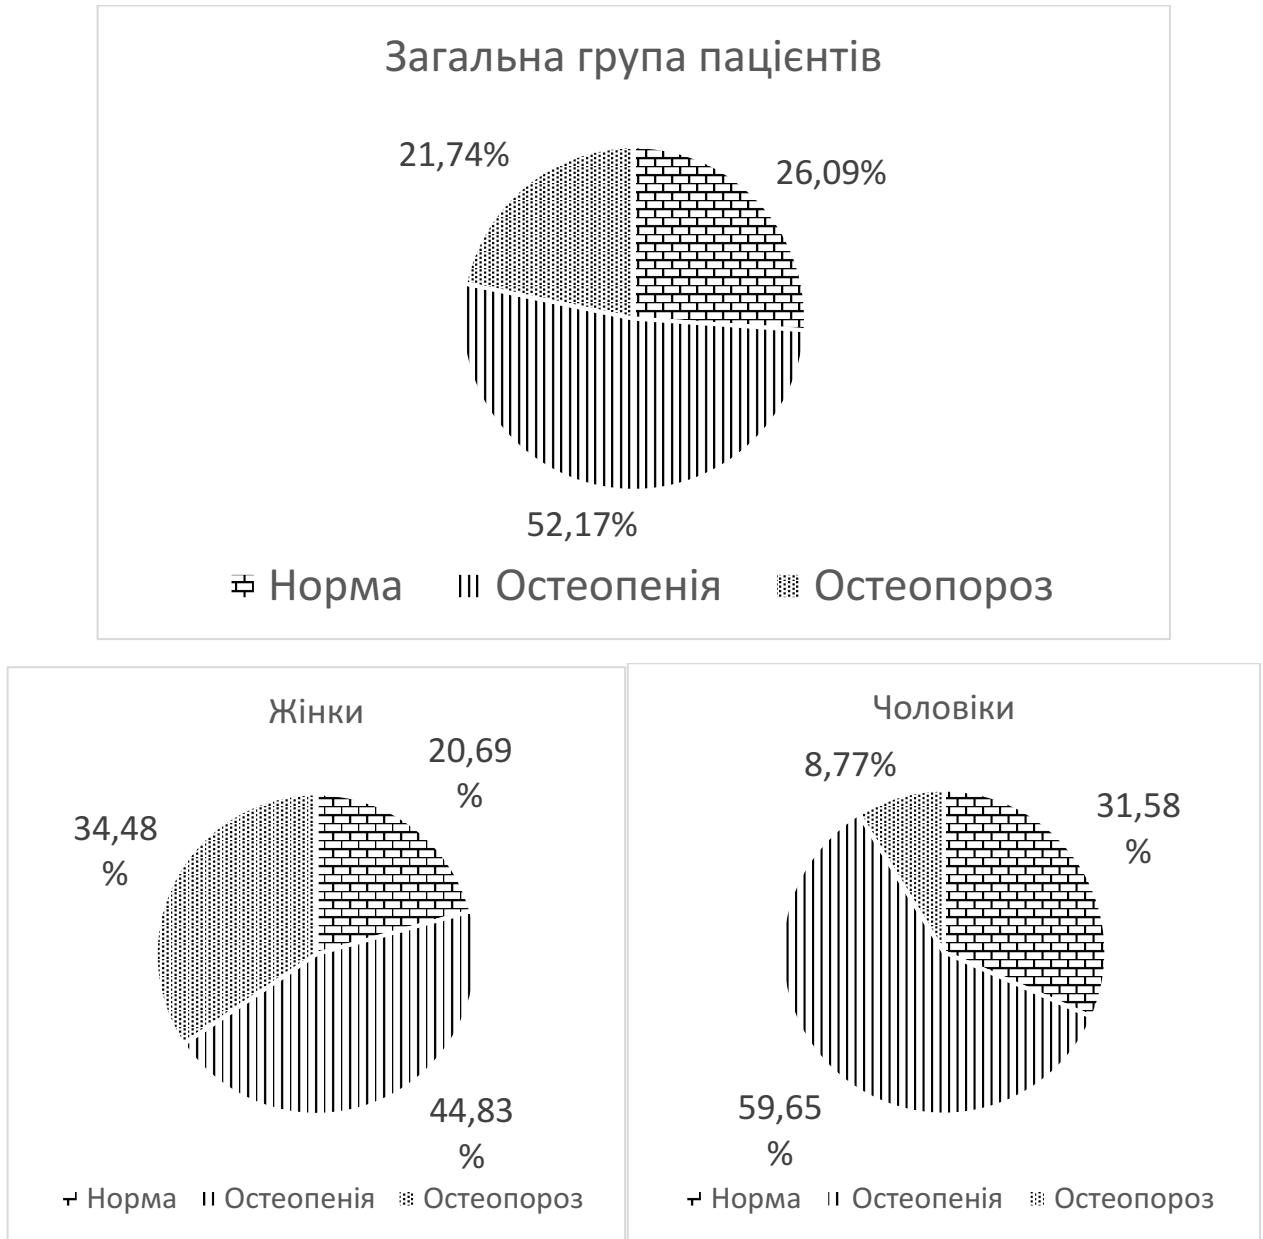 Загальна група пацієнтів
21,74%
26,09%
52,17%
Норма Остеопенія Остеопороз
Жінки
20,69
%
34,48
%
44,83
%
Норма Остеопенія Остеопороз
Чоловіки
8,77%
31,58
%
59,65
%
Норма Остеопенія Остеопороз